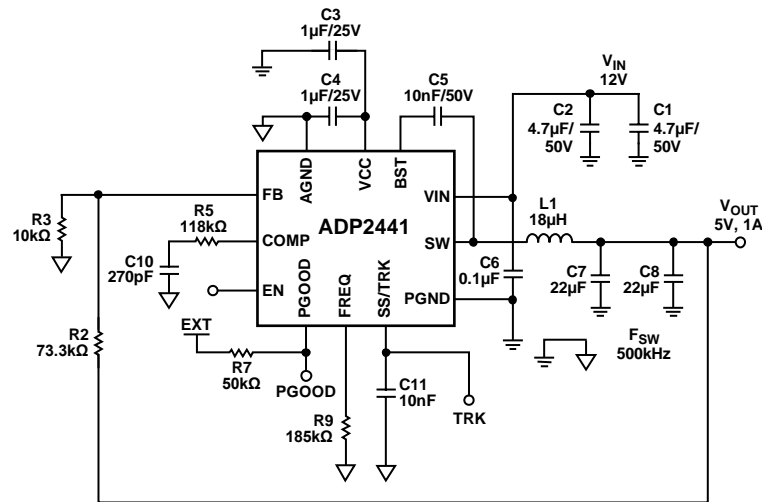 C3
1µF/25V
C4
1µF/25V
C5
10nF/50V
VIN
12V
C2
4.7µF/
50V
C1
4.7µF/
50V
AGND
VCC
BST
FB
VIN
R3
10kΩ
R5
118kΩ
COMP
ADP2441
SW
L1
18µH
VOUT
5V, 1A
C10
270pF
EN
PGOOD
FREQ
SS/TRK
PGND
C6
0.1µF
C7
22µF
C8
22µF
R2
73.3kΩ
EXT
R7
50kΩ
PGOOD
C11
10nF
TRK
FSW
500kHz
R9
185kΩ